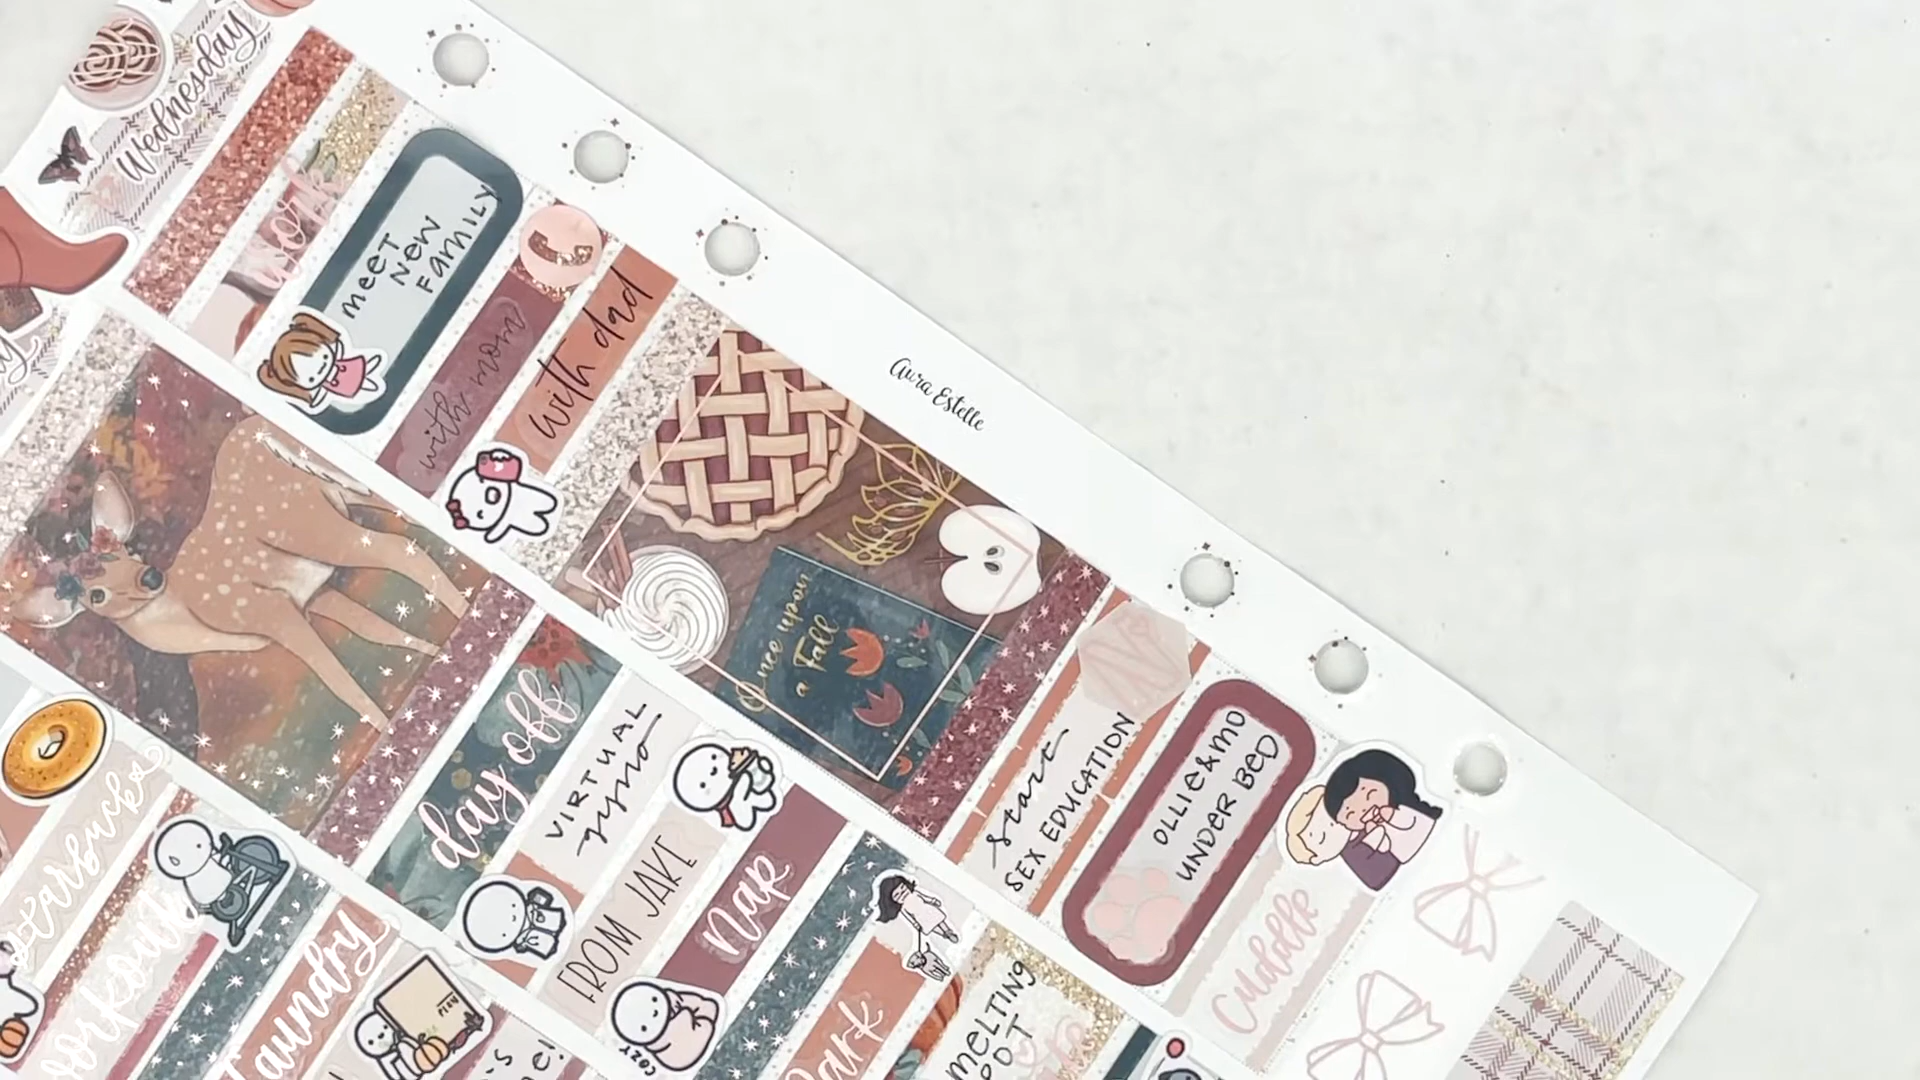 Wednesday
work
MEET
NEW
FAMILY
with mom
with dad
Aura Estelle
Once upon
a Fall
day off
VIRTUAL
gyno
FROM JAKE
Nap
COZY
start
SEX EDUCATION
OLLIE&MO
UNDER BED
Cuddle
starbucks
workout
Laundry
MELTING